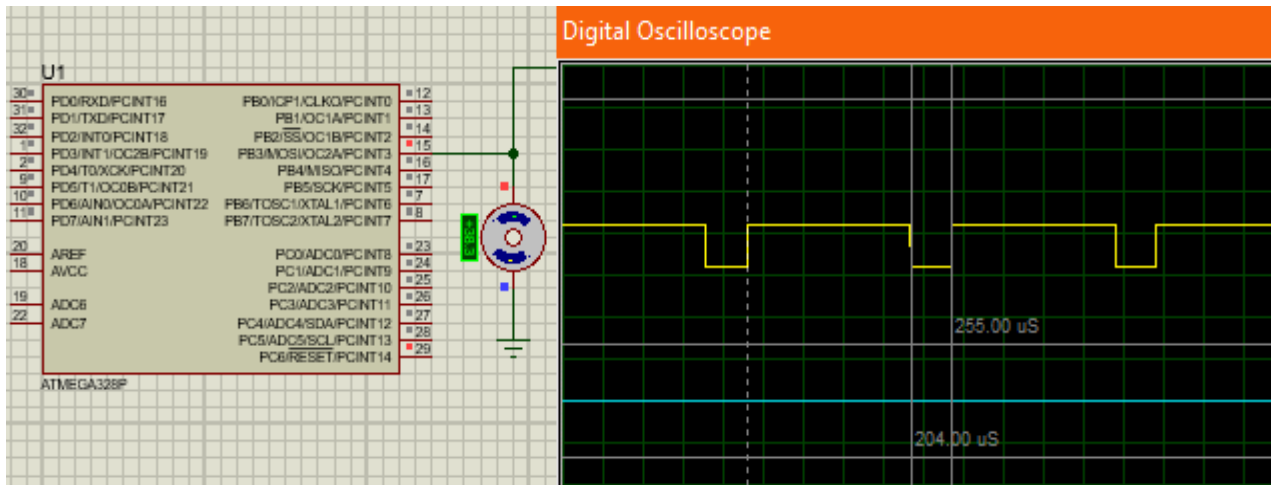 Digital Oscilloscope
U1
30 PD0/RXD/PCINT16 PB0/ICP1/CLKO/PCINT0 12
31 PD1/TXD/PCINT17 PB1/OC1A/PCINT1 13
32 PD2/INT0/PCINT18 PB2/SS/OC1B/PCINT2 14
1 PD3/INT1/OC2B/PCINT19 PB3/MOSI/OC2A/PCINT3 15
2 PD4/T0/XCK/PCINT20 PB4/MISO/PCINT4 16
9 PD5/T1/OC0B/PCINT21 PB5/SCK/PCINT5 17
10 PD6/AIN0/OC0A/PCINT22 PB6/TOSC1/XTAL1/PCINT6 7
11 PD7/AIN1/PCINT23 PB7/TOSC2/XTAL2/PCINT7 8
20 AREF PC0/ADC0/PCINT8 23
18 AVCC PC1/ADC1/PCINT9 24
PC2/ADC2/PCINT10 25
19 ADC6 PC3/ADC3/PCINT11 26
22 ADC7 PC4/ADC4/SDA/PCINT12 27
PC5/ADC5/SCL/PCINT13 28
PC6/RESET/PCINT14 29
ATMEGA328P
+38.3
255.00 uS
204.00 uS